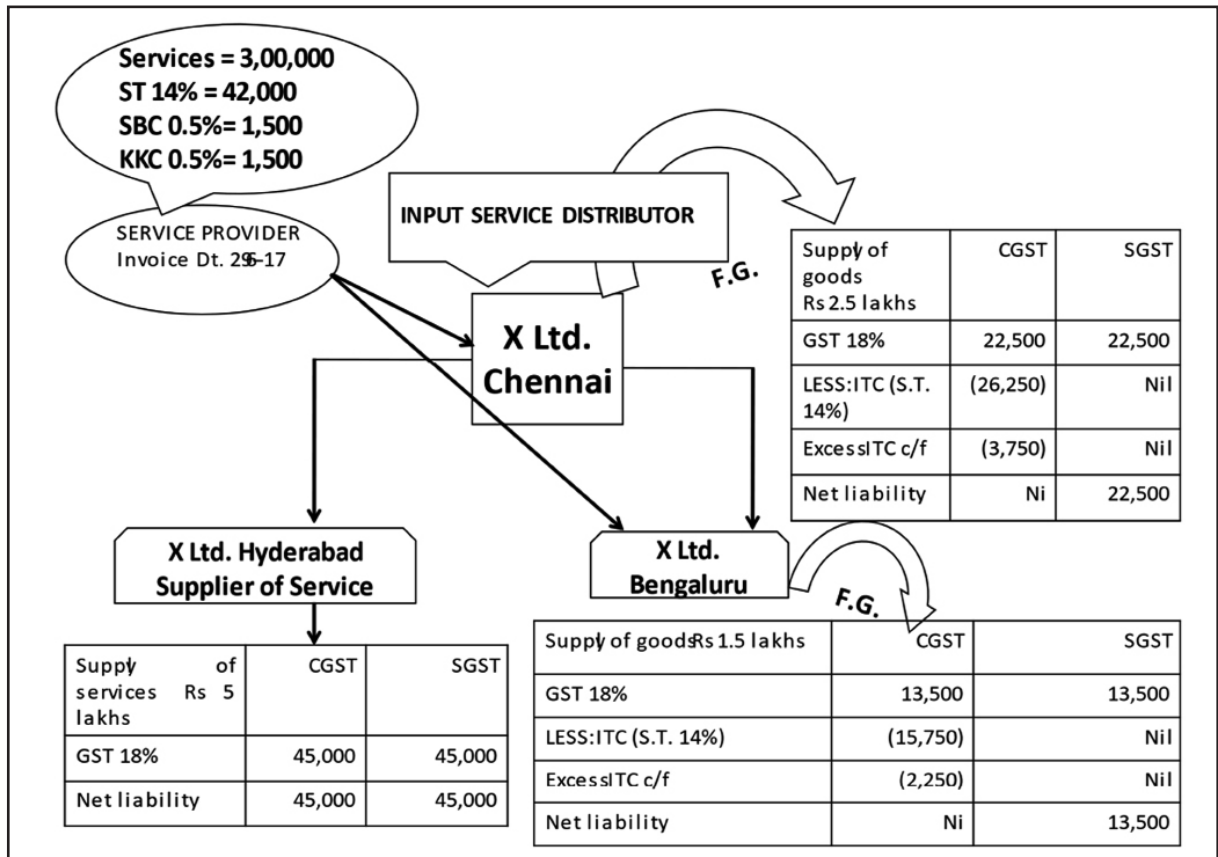 Services = 3,00,000
ST 14% = 42,000
SBC 0.5%= 1,500
KKC 0.5%= 1,500
SERVICE PROVIDER
Invoice Dt. 29-6-17
INPUT SERVICE DISTRIBUTOR
F.G.
X Ltd.
Chennai
Supply of goods Rs 2.5 lakhs CGST SGST
GST 18% 22,500 22,500
LESS:ITC (S.T. 14%) (26,250) Nil
ExcessITC c/f (3,750) Nil
Net liability Ni 22,500
X Ltd. Hyderabad
Supplier of Service
X Ltd.
Bengaluru
F.G.
Supply of services Rs 5 lakhs CGST SGST
GST 18% 45,000 45,000
Net liability 45,000 45,000
Supply of goods Rs 1.5 lakhs CGST SGST
GST 18% 13,500 13,500
LESS:ITC (S.T. 14%) (15,750) Nil
ExcessITC c/f (2,250) Nil
Net liability Ni 13,500